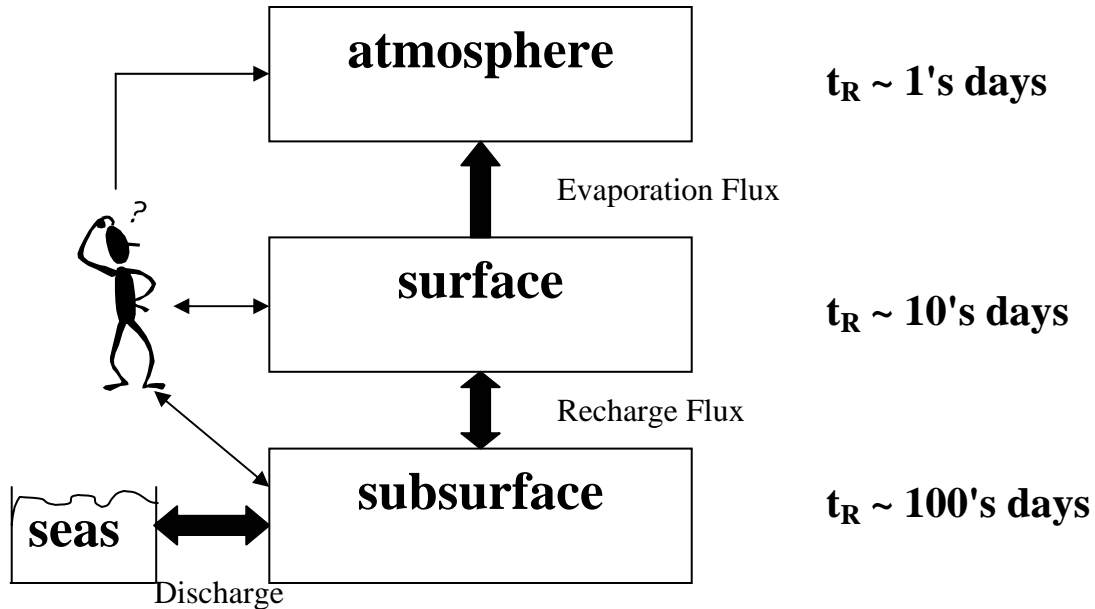 atmosphere
t_R ~ 1's days
Evaporation Flux
?
surface
t_R ~ 10's days
Recharge Flux
subsurface
t_R ~ 100's days
seas
Discharge